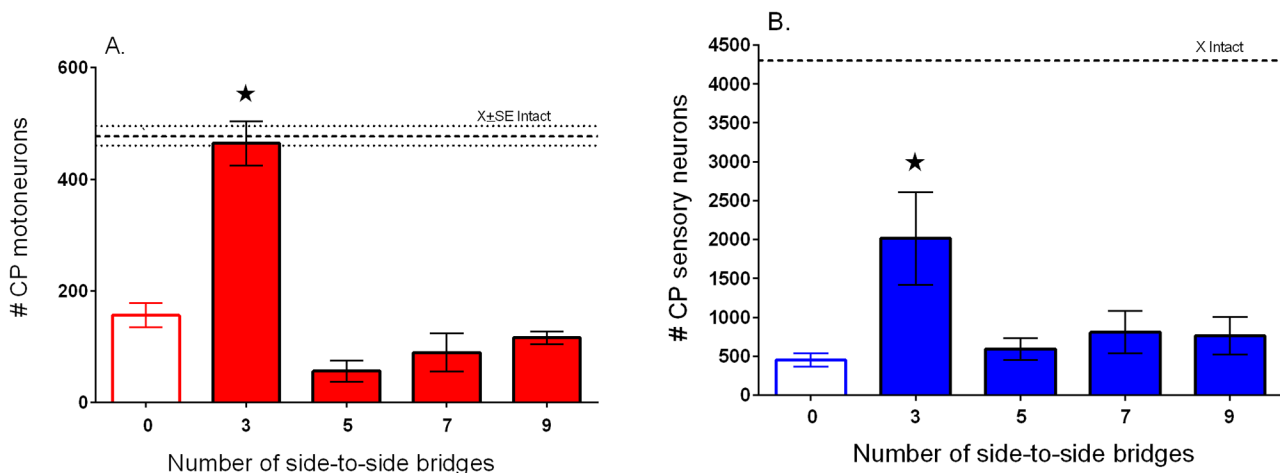 A.
600
400
200
0
# CP motoneurons
X±SE Intact
★
0 3 5 7 9
Number of side-to-side bridges
B.
4500
4000
3500
3000
2500
2000
1500
1000
500
0
# CP sensory neurons
X Intact
★
0 3 5 7 9
Number of side-to-side bridges